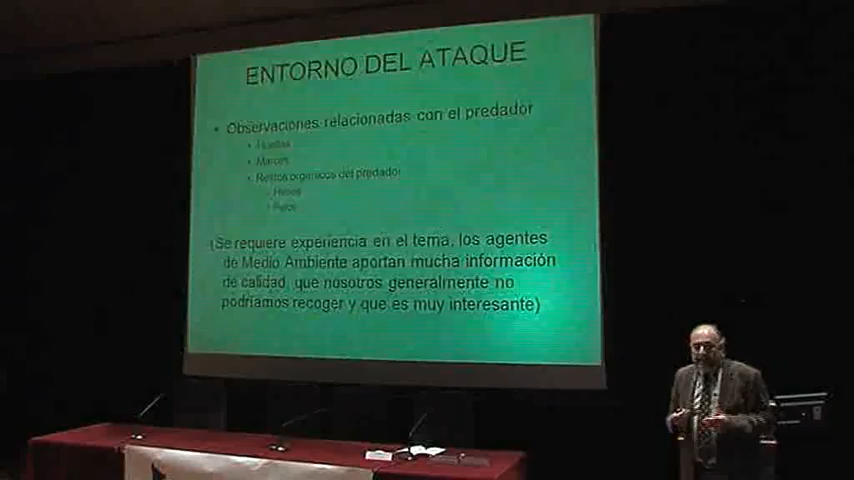 ENTORNO DEL ATAQUE
• Observaciones relacionadas con el predador
• Huellas
• Marcas
• Restos orgánicos del predador
• Heces
• Pelos
(Se requiere experiencia en el tema, los agentes
de Medio Ambiente aportan mucha información
de calidad, que nosotros generalmente no
podríamos recoger y que es muy interesante)